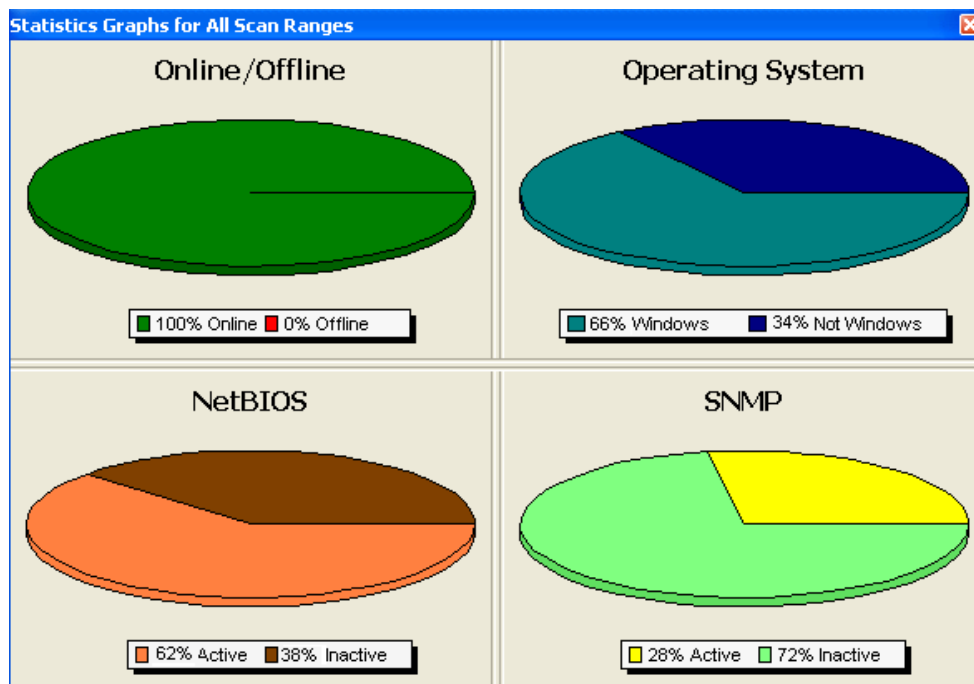 Statistics Graphs for All Scan Ranges
Online/Offline
100% Online 0% Offline
Operating System
66% Windows 34% Not Windows
NetBIOS
62% Active 38% Inactive
SNMP
28% Active 72% Inactive